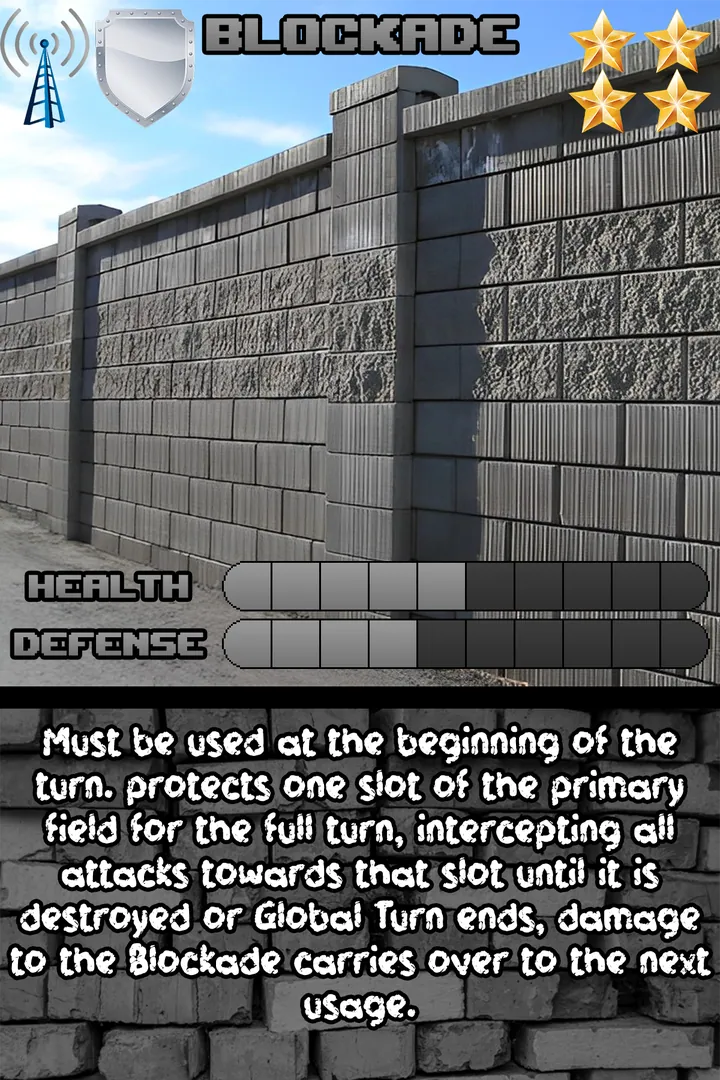 BLOCKADE
HEALTH
DEFENSE
Must be used at the beginning of the
turn. protects one slot of the primary
field for the full turn, intercepting all
attacks towards that slot until it is
destroyed or Global Turn ends, damage
to the Blockade carries over to the next
usage.